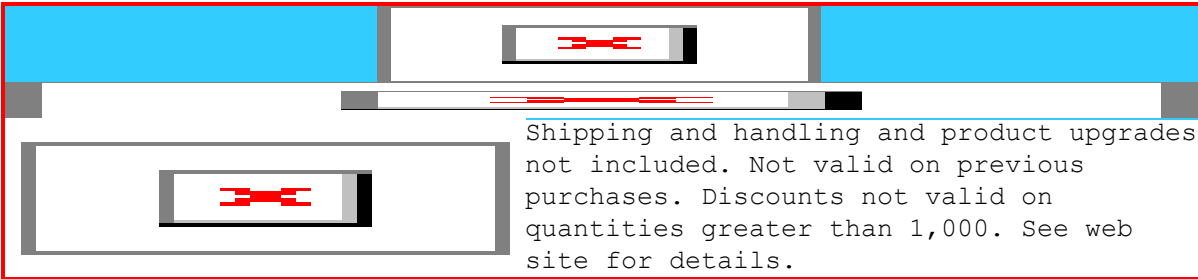 Shipping and handling and product upgrades
not included. Not valid on previous
purchases. Discounts not valid on
quantities greater than 1,000. See web
site for details.